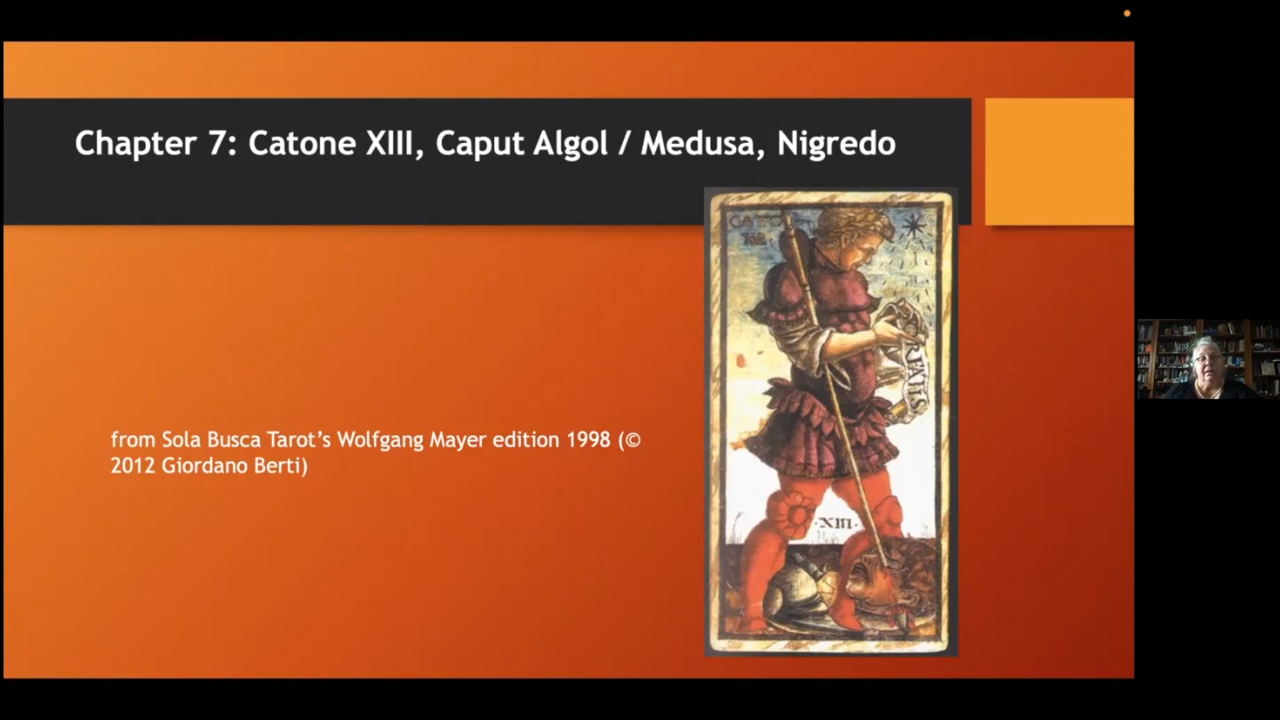 Chapter 7: Catone XIII, Caput Algol / Medusa, Nigredo
from Sola Busca Tarot’s Wolfgang Mayer edition 1998 (©
2012 Giordano Berti)
·XIII·